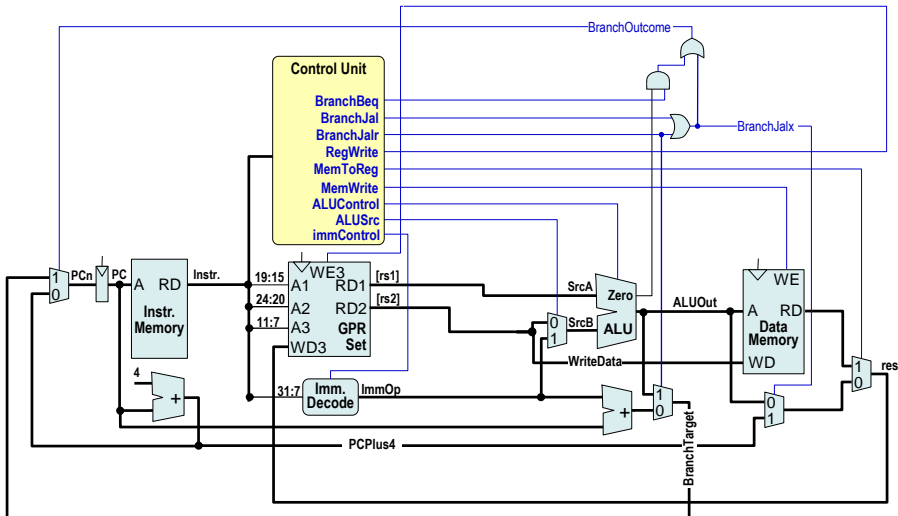 BranchOutcome
Control Unit
BranchBeq
BranchJal
BranchJalr
BranchJalx
RegWrite
MemToReg
MemWrite
ALUControl
ALUSrc
immControl
1
0
PCn
PC
A RD
Instr.
Memory
Instr.
19:15
24:20
11:7
WE3
A1 RD1
A2 RD2
A3 GPR
Set
WD3
[rs1]
[rs2]
SrcA
Zero
ALU
0
1
SrcB
ALUOut
WriteData
WE
A RD
Data
Memory
WD
1
0
res
4
+
31:7
Imm.
Decode
ImmOp
+
1
0
BranchTarget
0
1
PCPlus4